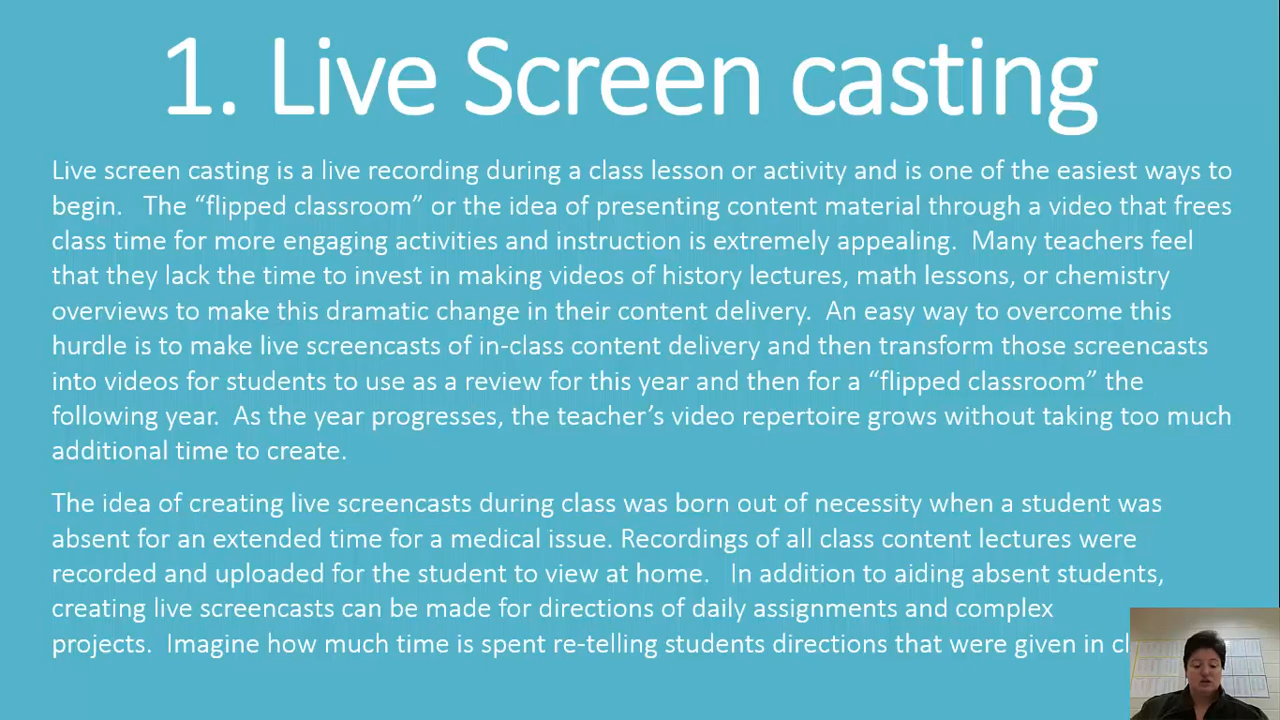 1. Live Screen casting
Live screen casting is a live recording during a class lesson or activity and is one of the easiest ways to
begin.   The “flipped classroom” or the idea of presenting content material through a video that frees
class time for more engaging activities and instruction is extremely appealing.  Many teachers feel
that they lack the time to invest in making videos of history lectures, math lessons, or chemistry
overviews to make this dramatic change in their content delivery.  An easy way to overcome this
hurdle is to make live screencasts of in-class content delivery and then transform those screencasts
into videos for students to use as a review for this year and then for a “flipped classroom” the
following year.  As the year progresses, the teacher’s video repertoire grows without taking too much
additional time to create.
The idea of creating live screencasts during class was born out of necessity when a student was
absent for an extended time for a medical issue. Recordings of all class content lectures were
recorded and uploaded for the student to view at home.   In addition to aiding absent students,
creating live screencasts can be made for directions of daily assignments and complex
projects.  Imagine how much time is spent re-telling students directions that were given in